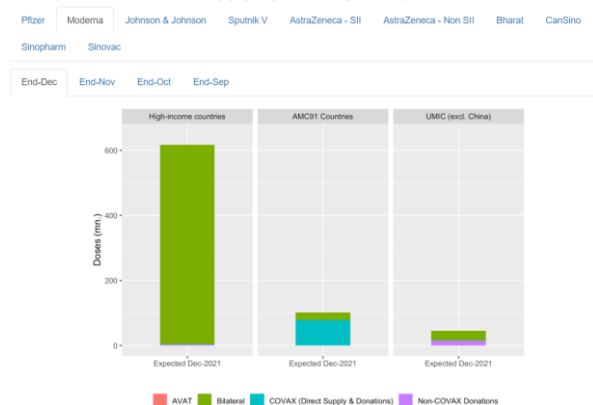 Pfizer Moderna Johnson & Johnson Sputnik V AstraZeneca - SII AstraZeneca - Non SII Bharat CanSino
Sinopharm Sinovac
End-Dec End-Nov End-Oct End-Sep
High-income countries AMC91 Countries UMIC (excl. China)
600
400
200
0
Doses (mn.)
Expected Dec-2021 Expected Dec-2021 Expected Dec-2021
AVAT Bilateral COVAX (Direct Supply & Donations) Non-COVAX Donations